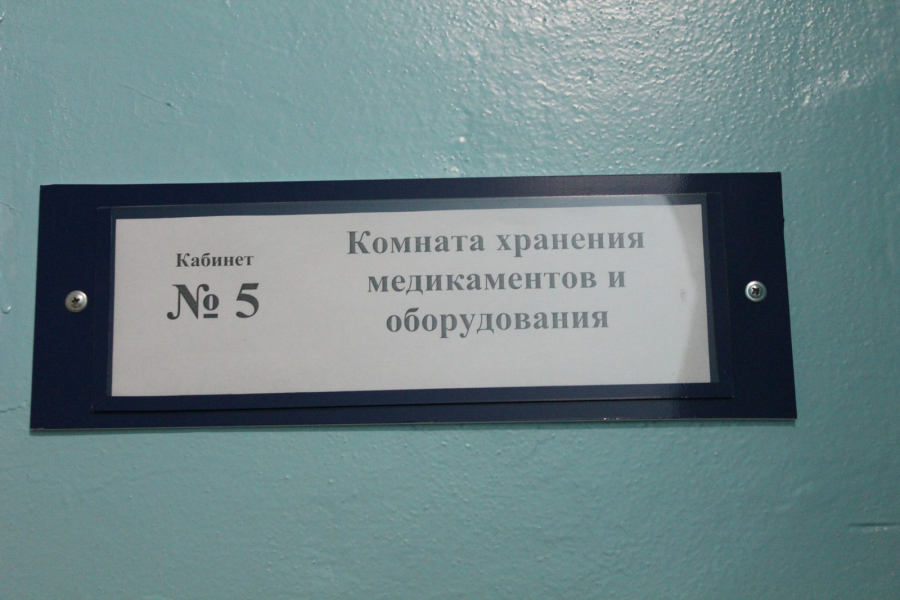 Кабинет
№ 5
Комната хранения
медикаментов и
оборудования